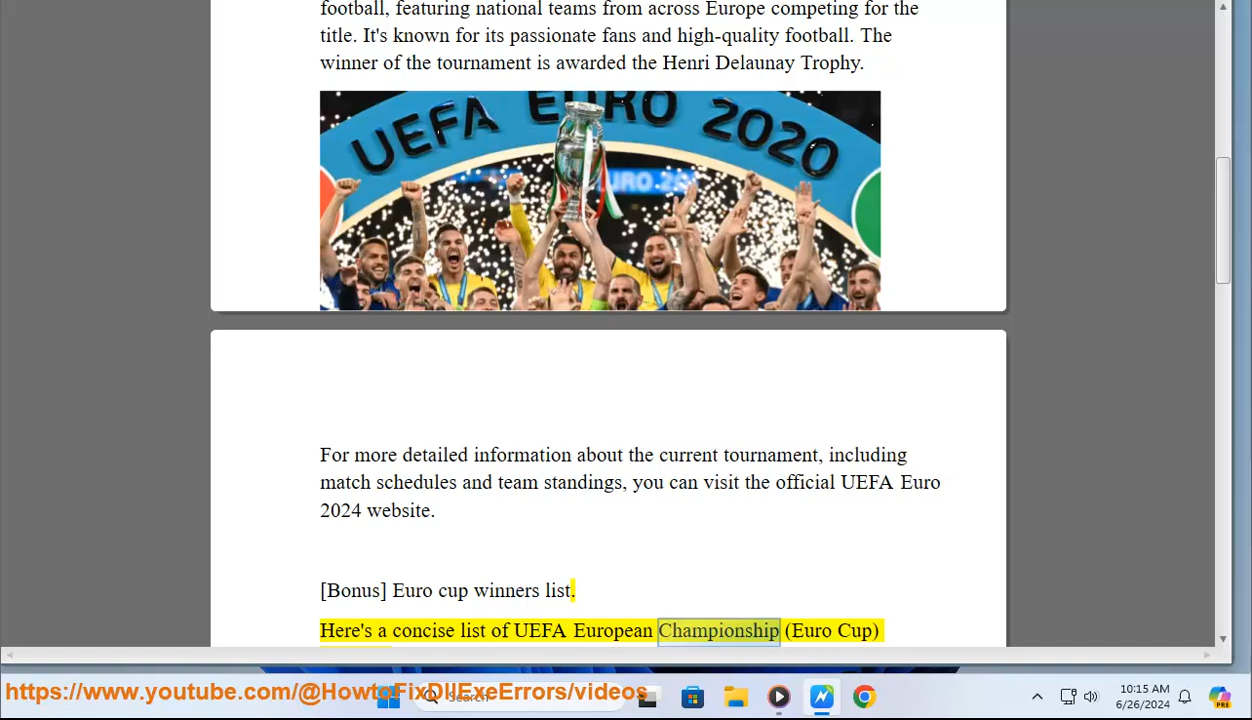 football, featuring national teams from across Europe competing for the
title. It's known for its passionate fans and high-quality football. The
winner of the tournament is awarded the Henri Delaunay Trophy.
UEFA EURO 2020
EURO 202
For more detailed information about the current tournament, including
match schedules and team standings, you can visit the official UEFA Euro
2024 website.
[Bonus] Euro cup winners list.
Here's a concise list of UEFA European Championship (Euro Cup)
https://www.youtube.com/@HowtoFixDllExeErrors/videos
Search
10:15 AM
6/26/2024
PRE